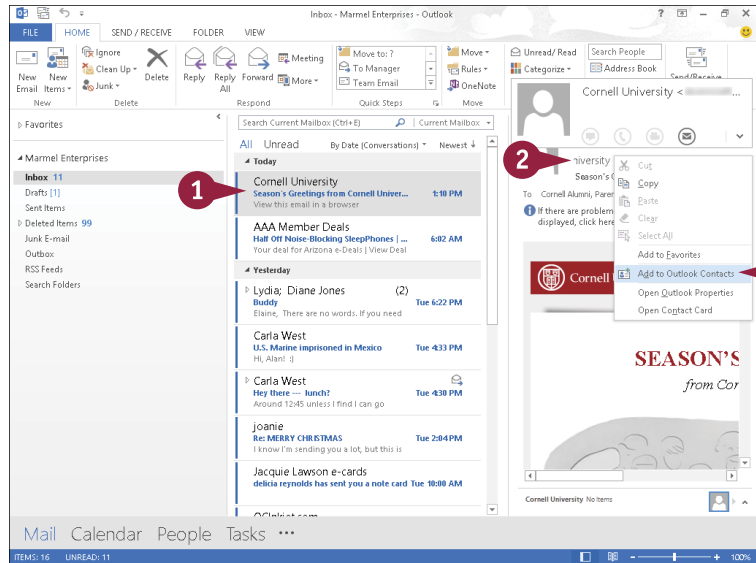 Inbox - Marmel Enterprises - Outlook
FILE HOME SEND / RECEIVE FOLDER VIEW
New Email
New Items
New
Ignore
Clean Up
Junk
Delete
Delete
Reply
Reply All
Forward
Meeting
More
Respond
Move to: ?
To Manager
Team Email
Quick Steps
Move
Rules
OneNote
Move
Unread/ Read
Categorize
Search People
Address Book
Send/Receive
Favorites
Marmel Enterprises
Inbox 11
Drafts [1]
Sent Items
Deleted Items 99
Junk E-mail
Outbox
RSS Feeds
Search Folders
Search Current Mailbox (Ctrl+E) Current Mailbox
All Unread By Date (Conversations) Newest ↓
Today
Cornell University
Season's Greetings from Cornell Univer... 1:10 PM
View this email in a browser
AAA Member Deals
Half Off Noise-Blocking SleepPhones | ... 6:02 AM
Your deal for Arizona e-Deals | View Deal
Yesterday
Lydia; Diane Jones (2)
Buddy Tue 6:22 PM
Elaine, There are no words. If you need
Carla West
U.S. Marine imprisoned in Mexico Tue 4:33 PM
Hi, Alan! :)
Carla West
Hey there --- lunch? Tue 4:30 PM
Around 12:45 unless I find I can go
joanie
Re: MERRY CHRISTMAS Tue 2:04 PM
I know I'm sending you a lot, but this is
Jacquie Lawson e-cards
delicia reynolds has sent you a note card Tue 10:00 AM
1
Cornell University <
...
2
niversity
Season's G
To Cornell Alumni, Paren
If there are problem
displayed, click here
Cut
Copy
Paste
Clear
Select All
Add to Favorites
Add to Outlook Contacts
Open Outlook Properties
Open Contact Card
Cornell
SEASON'S
from Cor
Cornell University No Items
Mail Calendar People Tasks •••
ITEMS: 16 UNREAD: 11
100%